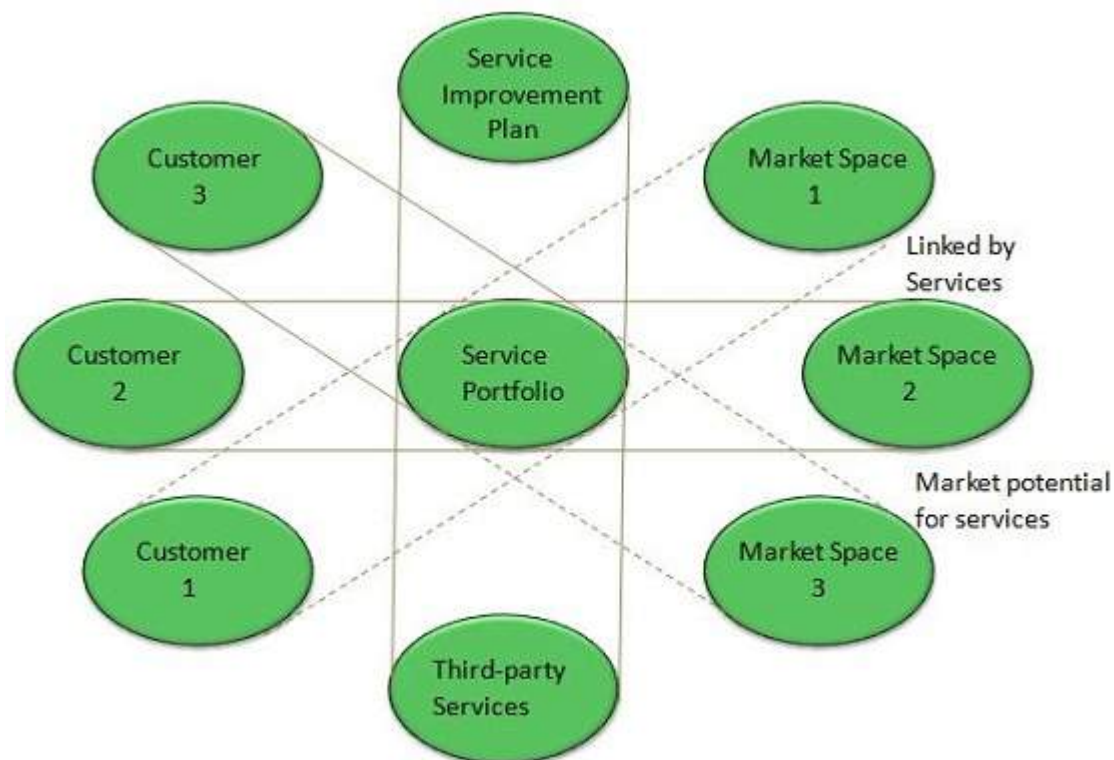 Service
Improvement
Plan
Customer
3
Market Space
1
Linked by
Services
Customer
2
Service
Portfolio
Market Space
2
Market potential
for services
Customer
1
Market Space
3
Third-party
Services